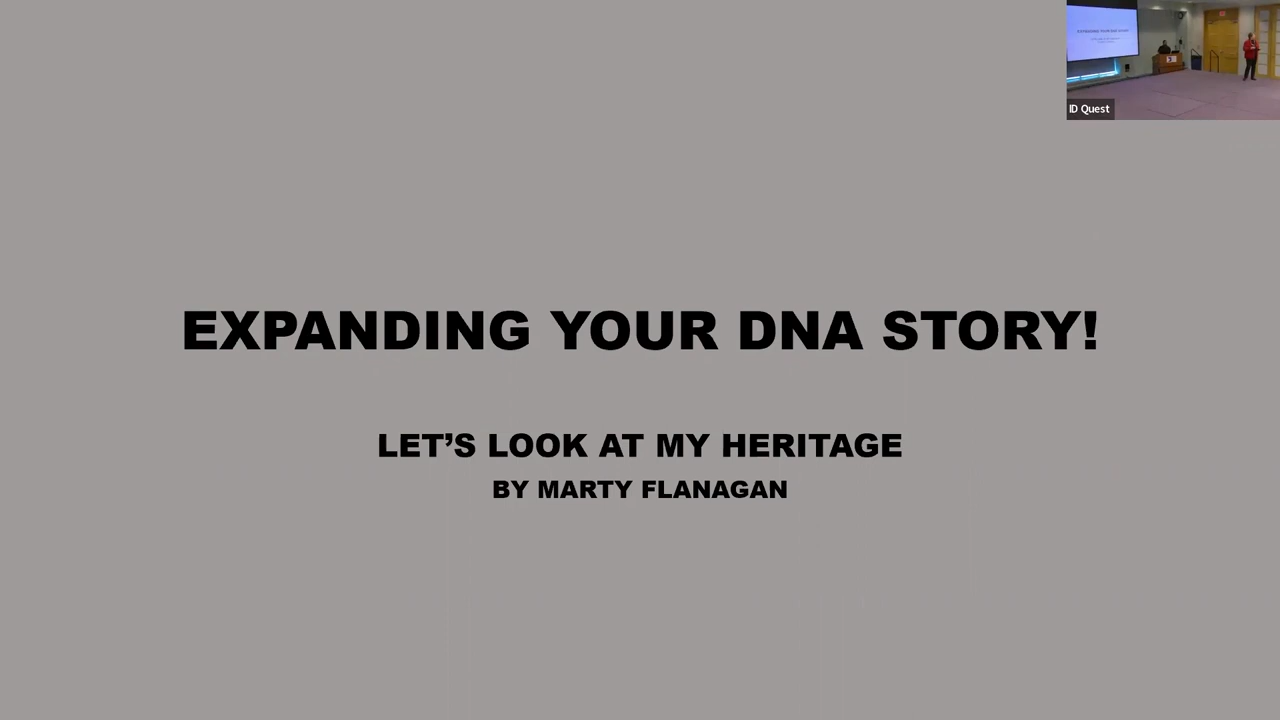 ID Quest
EXPANDING YOUR DNA STORY!
LET’S LOOK AT MY HERITAGE
BY MARTY FLANAGAN